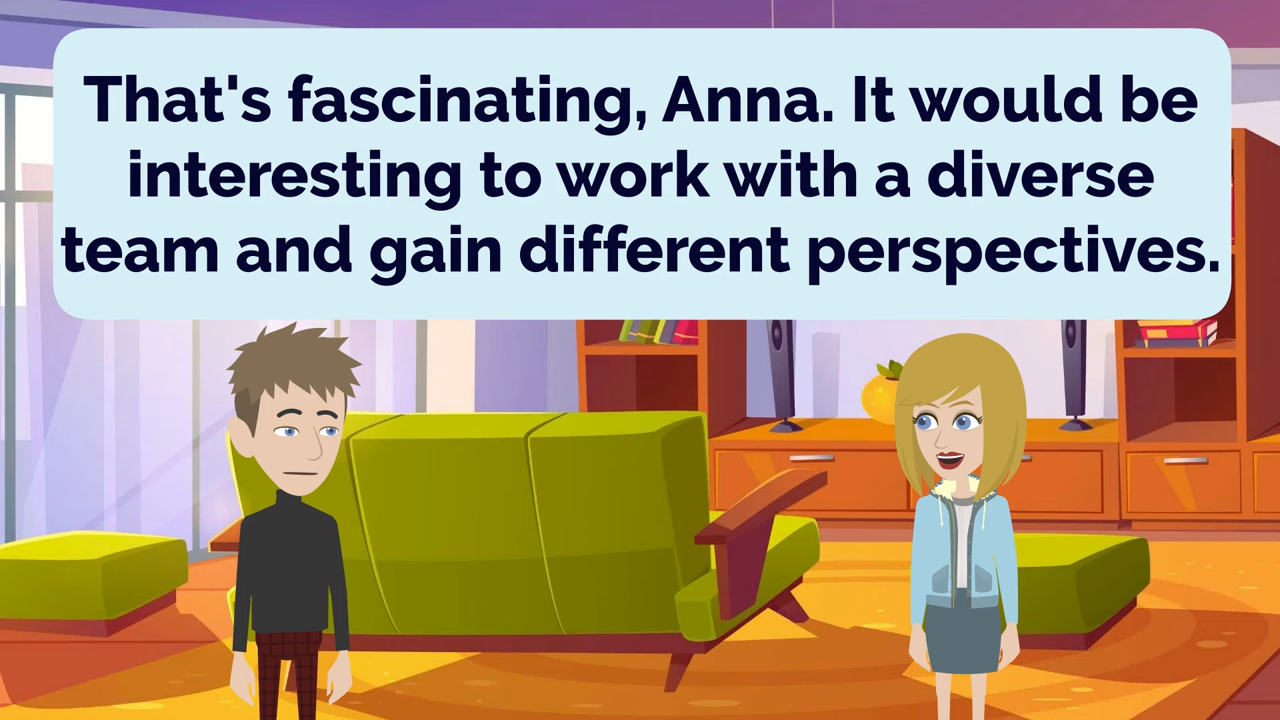 That's fascinating, Anna. It would be
interesting to work with a diverse
team and gain different perspectives.